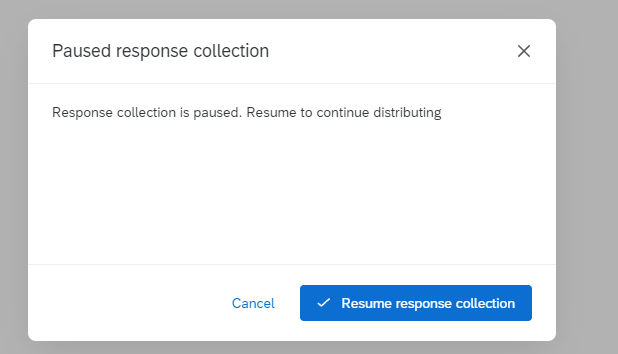 Paused response collection
Response collection is paused. Resume to continue distributing
Cancel
Resume response collection